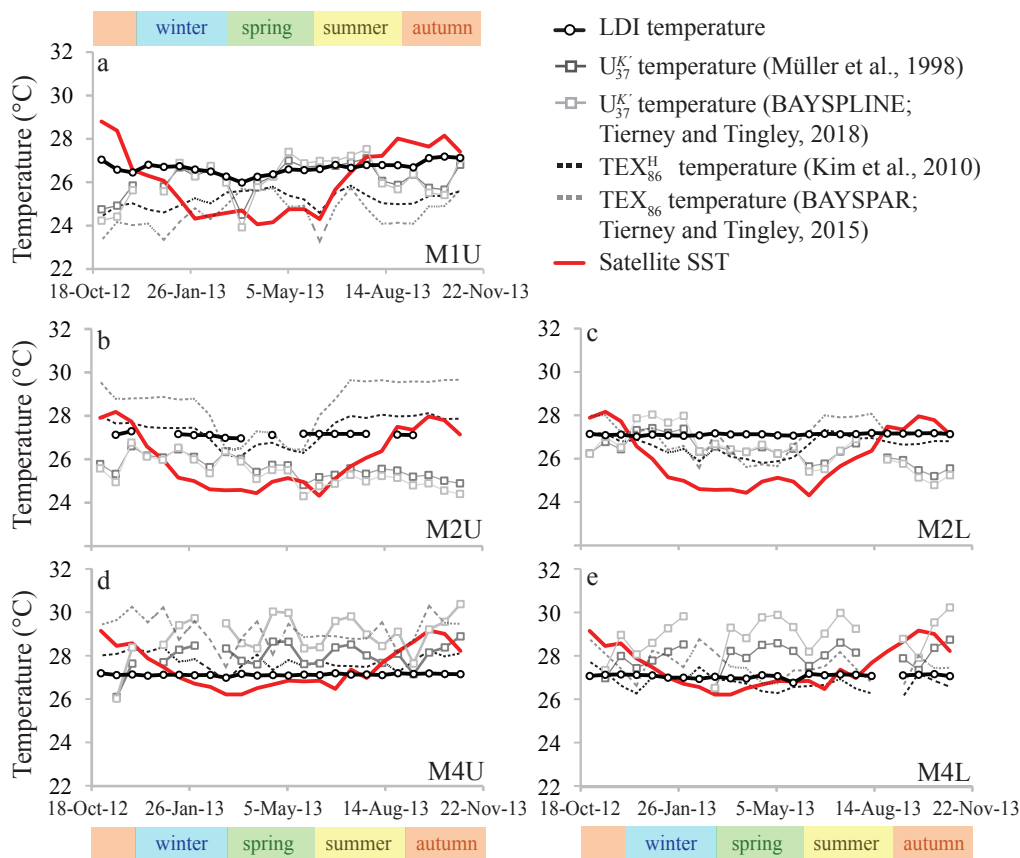 winter spring summer autumn
LDI temperature
U37K′ temperature (Müller et al., 1998)
U37K′ temperature (BAYSPLINE;
Tierney and Tingley, 2018)
TEX86H temperature (Kim et al., 2010)
TEX86 temperature (BAYSPAR;
Tierney and Tingley, 2015)
Satellite SST
a
Temperature (°C)
32
30
28
26
24
22
M1U
18-Oct-12 26-Jan-13 5-May-13 14-Aug-13 22-Nov-13
b
Temperature (°C)
32
30
28
26
24
M2U
c
32
30
28
26
24
M2L
d
Temperature (°C)
32
30
28
26
24
22
M4U
18-Oct-12 26-Jan-13 5-May-13 14-Aug-13 22-Nov-13
winter spring summer autumn
e
32
30
28
26
24
22
M4L
18-Oct-12 26-Jan-13 5-May-13 14-Aug-13 22-Nov-13
winter spring summer autumn